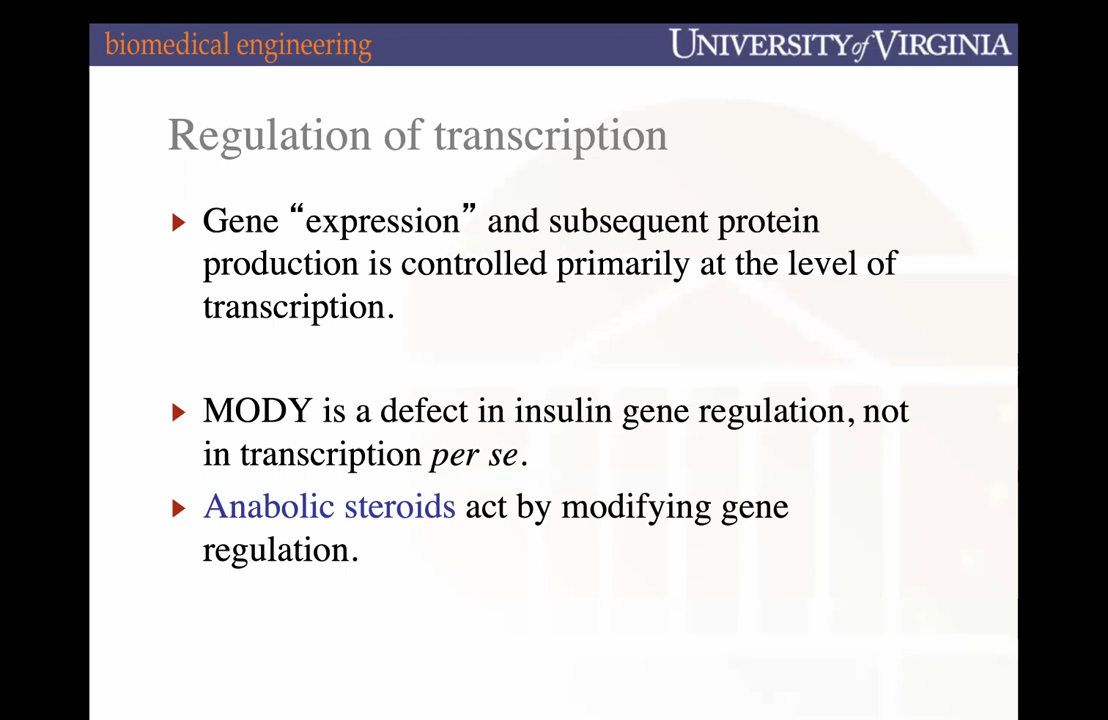 biomedical engineering
UNIVERSITY of VIRGINIA
Regulation of transcription
Gene “expression” and subsequent protein
production is controlled primarily at the level of
transcription.
MODY is a defect in insulin gene regulation, not
in transcription per se.
Anabolic steroids act by modifying gene
regulation.